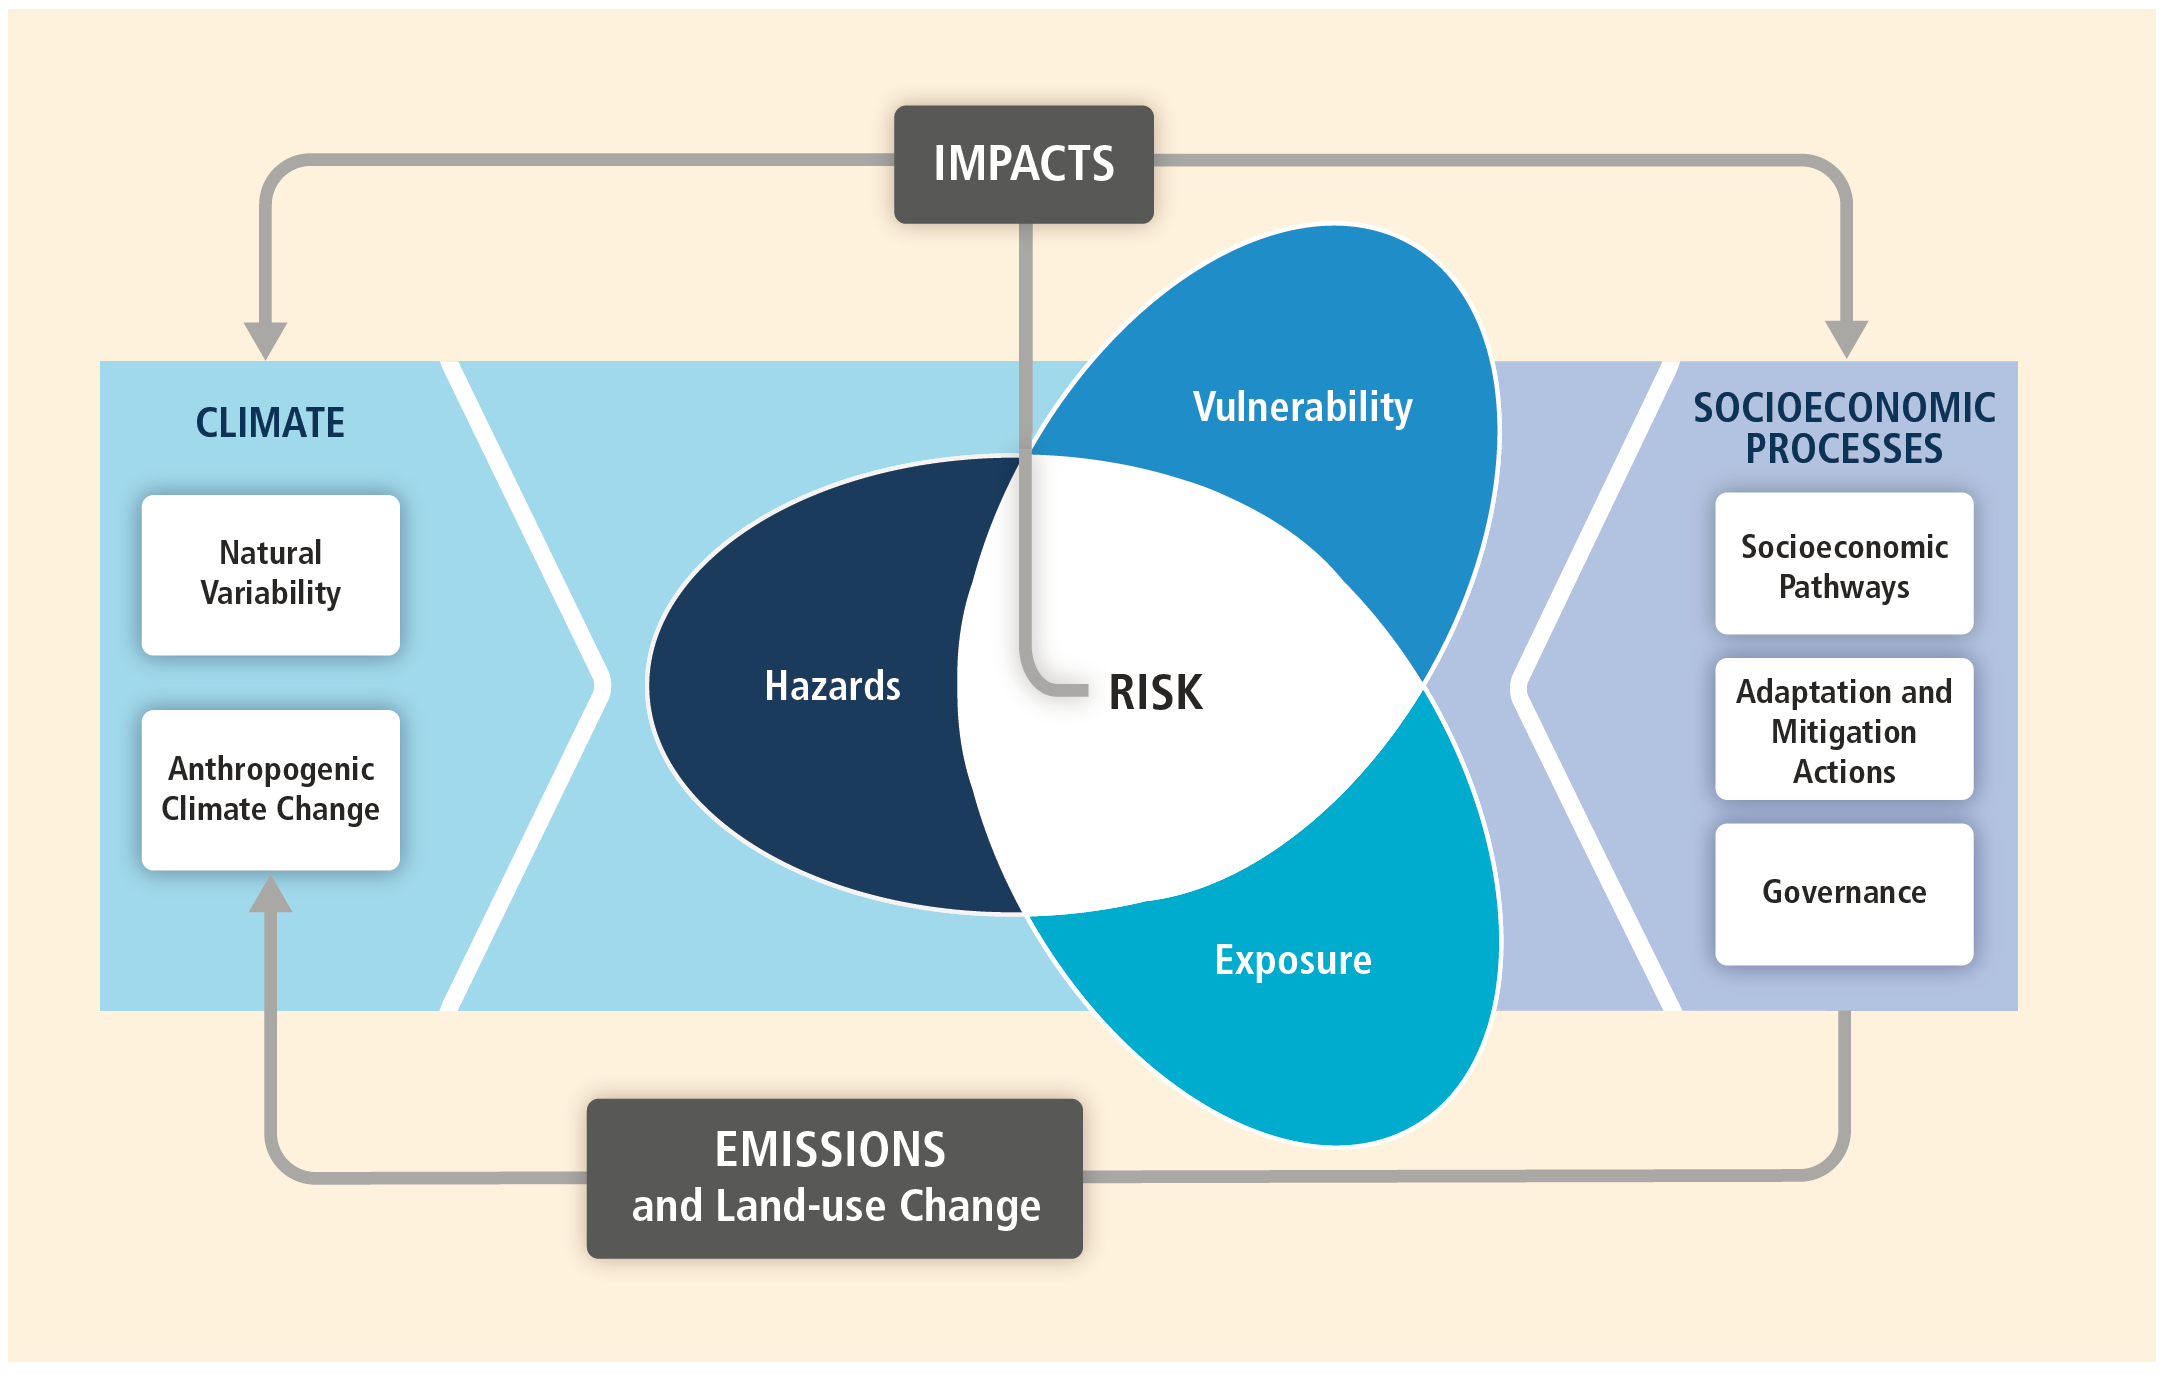 IMPACTS
CLIMATE
Natural
Variability
Anthropogenic
Climate Change
Vulnerability
Hazards
RISK
Exposure
SOCIOECONOMIC
PROCESSES
Socioeconomic
Pathways
Adaptation and
Mitigation
Actions
Governance
EMISSIONS
and Land-use Change